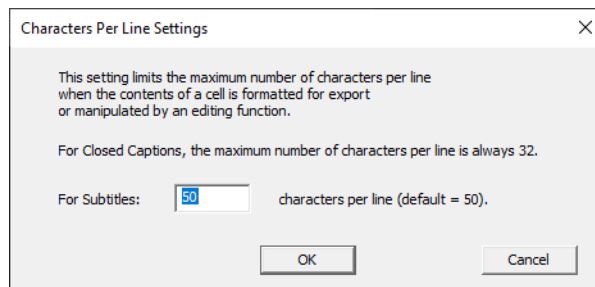 Characters Per Line Settings
This setting limits the maximum number of characters per line
when the contents of a cell is formatted for export
or manipulated by an editing function.
For Closed Captions, the maximum number of characters per line is always 32.
For Subtitles: 50 characters per line (default = 50).
OK Cancel